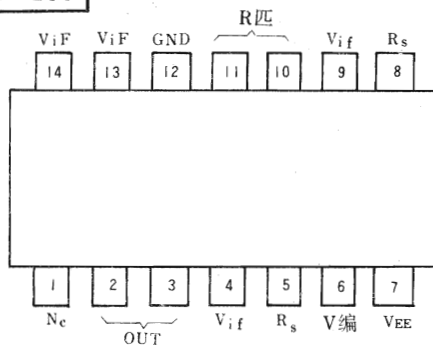 R匹
ViF ViF GND Vif Rs
14 13 12 11 10 9 8
1 2 3 4 5 6 7
Nc Vif Rs V编 VEE
OUT